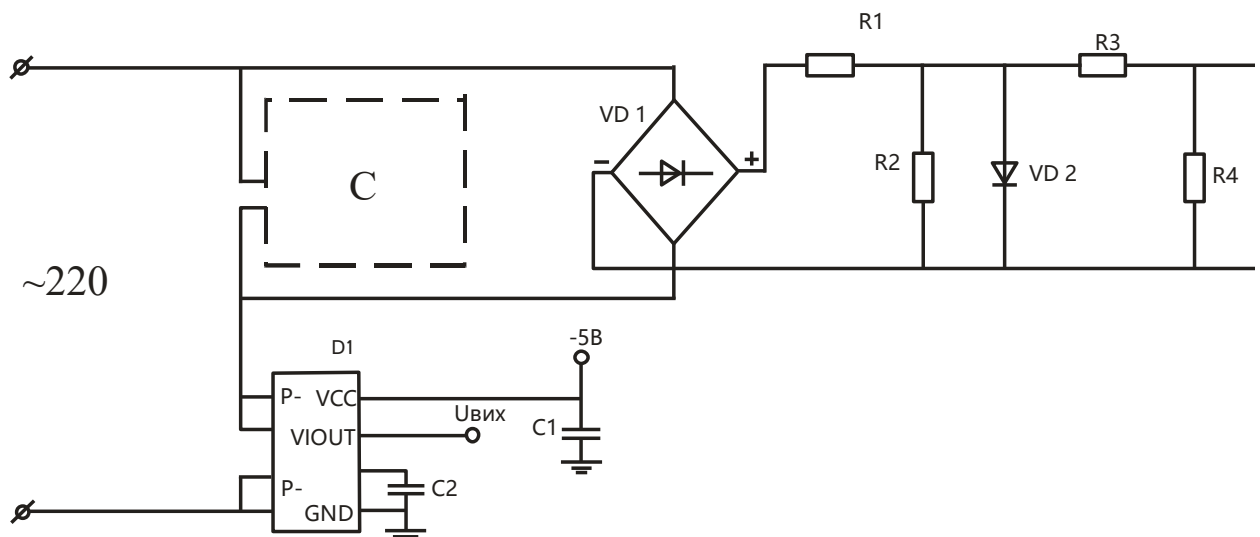 R1
R3
VD 1
–
+
C
R2
VD 2
R4
~220
-5В
D1
P-
VCC
Uвих
C1
VIOUT
P-
C2
GND